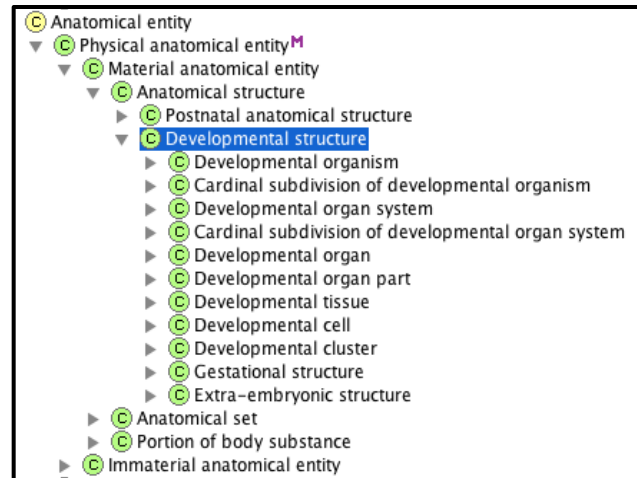 C Anatomical entity
C Physical anatomical entity M
C Material anatomical entity
C Anatomical structure
C Postnatal anatomical structure
C Developmental structure
C Developmental organism
C Cardinal subdivision of developmental organism
C Developmental organ system
C Cardinal subdivision of developmental organ system
C Developmental organ
C Developmental organ part
C Developmental tissue
C Developmental cell
C Developmental cluster
C Gestational structure
C Extra-embryonic structure
C Anatomical set
C Portion of body substance
C Immaterial anatomical entity